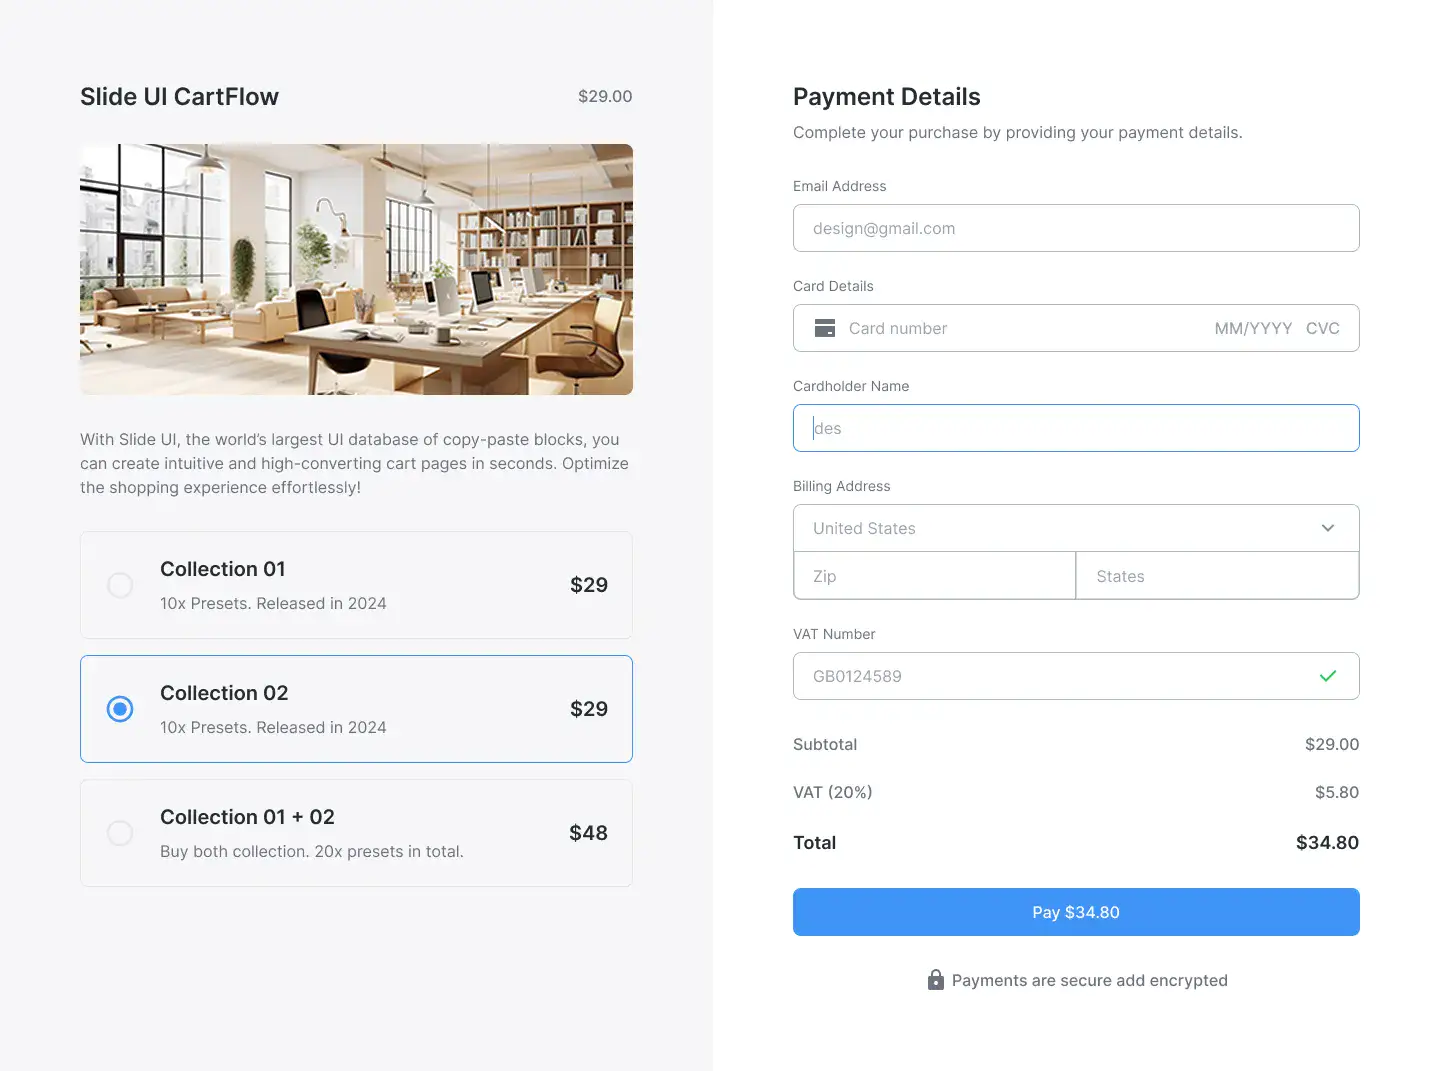 Slide UI CartFlow
$29.00
With Slide UI, the world’s largest UI database of copy-paste blocks, you
can create intuitive and high-converting cart pages in seconds. Optimize
the shopping experience effortlessly!
Collection 01
10x Presets. Released in 2024
$29
Collection 02
10x Presets. Released in 2024
$29
Collection 01 + 02
Buy both collection. 20x presets in total.
$48
Payment Details
Complete your purchase by providing your payment details.
Email Address
design@gmail.com
Card Details
Card number
MM/YYYY
CVC
Cardholder Name
des
Billing Address
United States
Zip
States
VAT Number
GB0124589
Subtotal
$29.00
VAT (20%)
$5.80
Total
$34.80
Pay $34.80
Payments are secure add encrypted